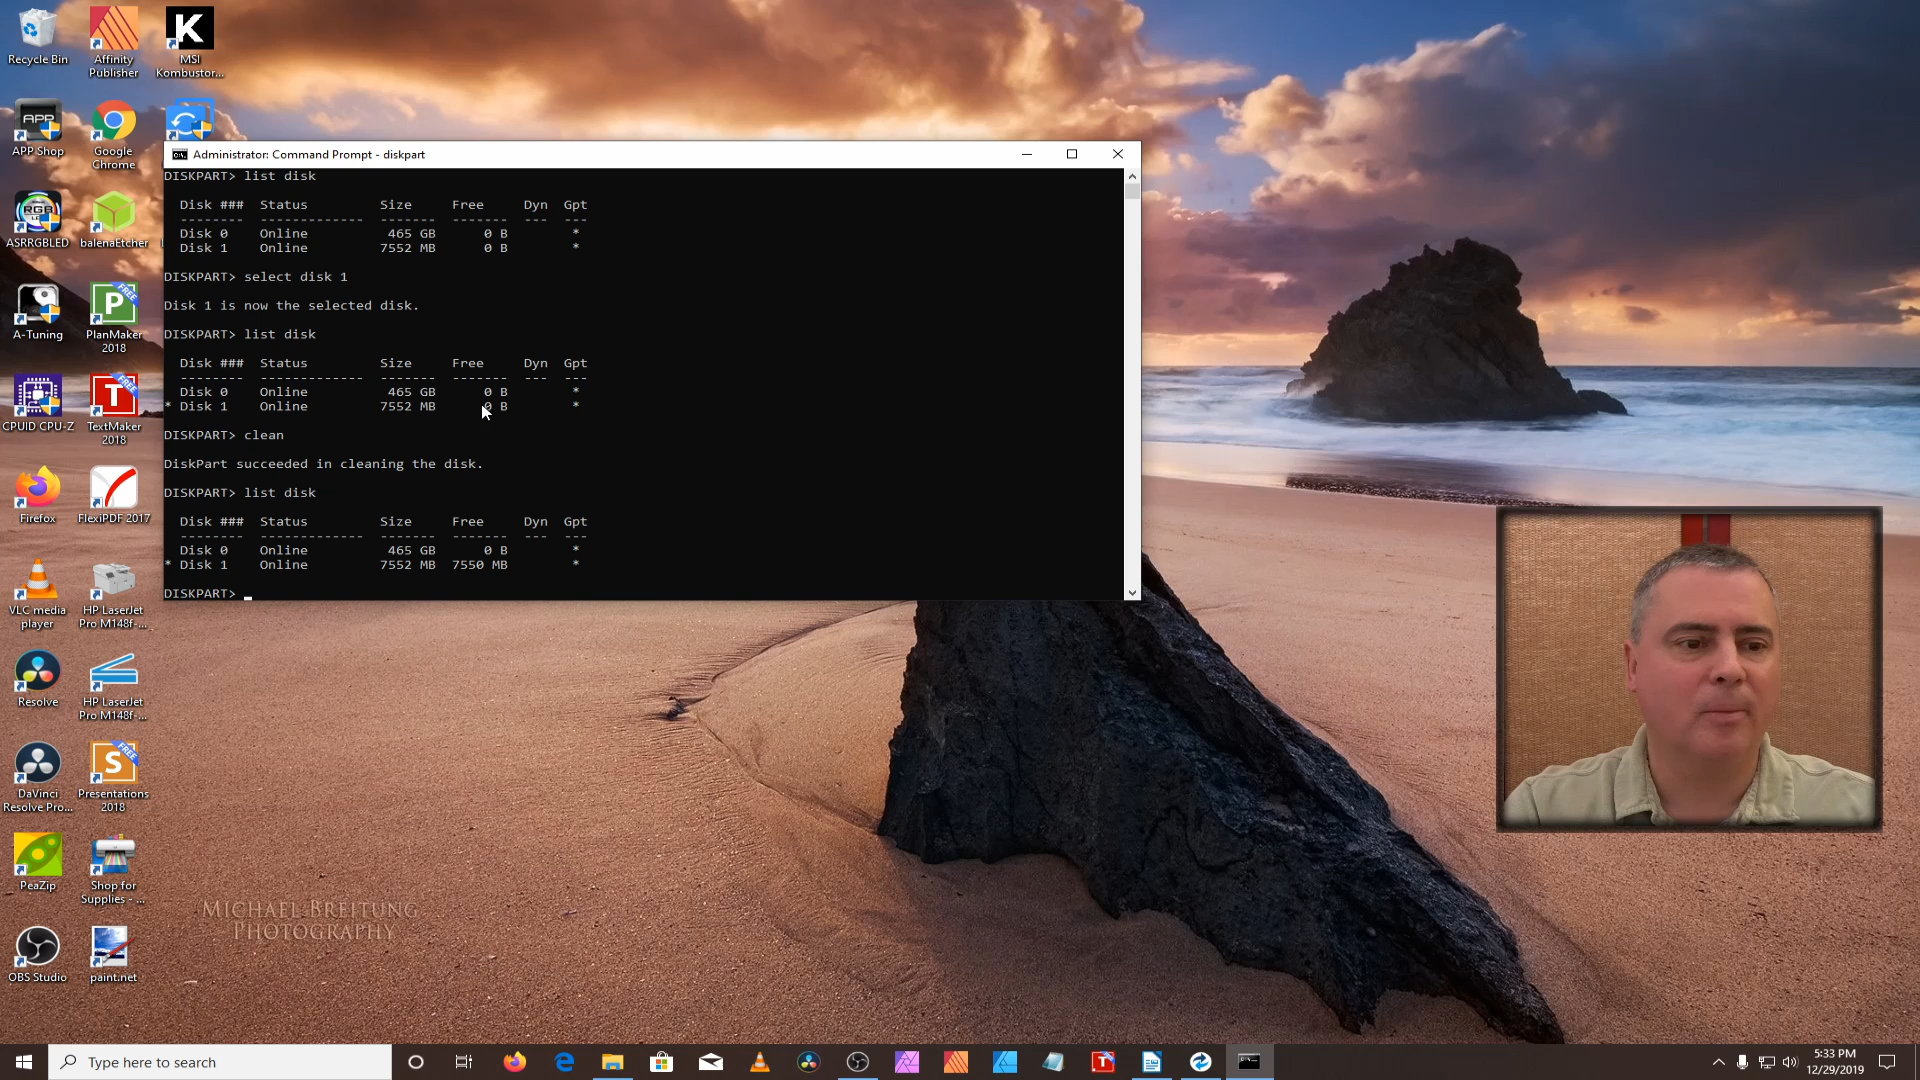 Recycle Bin
Affinity
Publisher
MSI
Kombustor...
K
APP
APP Shop
Google
Chrome
Administrator: Command Prompt - diskpart
DISKPART> list disk
Disk ### Status Size Free Dyn Gpt
-------- ------------- ------- ------- --- ---
Disk 0 Online 465 GB 0 B *
Disk 1 Online 7552 MB 0 B *
DISKPART> select disk 1
Disk 1 is now the selected disk.
DISKPART> list disk
Disk ### Status Size Free Dyn Gpt
-------- ------------- ------- ------- --- ---
Disk 0 Online 465 GB 0 B *
* Disk 1 Online 7552 MB 0 B *
DISKPART> clean
DiskPart succeeded in cleaning the disk.
DISKPART> list disk
Disk ### Status Size Free Dyn Gpt
-------- ------------- ------- ------- --- ---
Disk 0 Online 465 GB 0 B *
* Disk 1 Online 7552 MB 7550 MB *
DISKPART>
RGB
ASRRGBLED
balenaEtcher
FREE
P
A-Tuning
PlanMaker
2018
FREE
T
CPUID CPU-Z
TextMaker
2018
Firefox
FlexiPDF 2017
VLC media
player
HP LaserJet
Pro M148f-...
Resolve
HP LaserJet
Pro M148f-...
FREE
S
DaVinci
Resolve Pro...
Presentations
2018
PeaZip
Shop for
Supplies - ...
MICHAEL BREITUNG
PHOTOGRAPHY
OBS Studio
paint.net
Type here to search
T
5:33 PM
12/29/2019